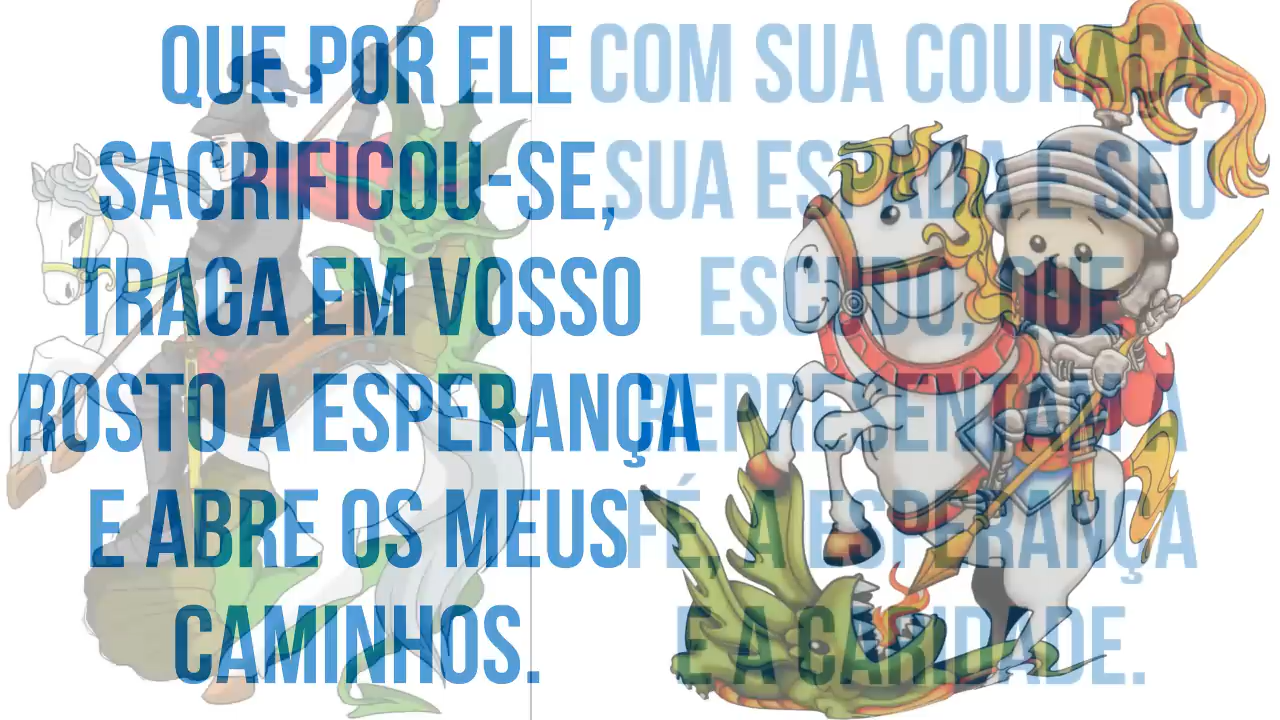 QUE POR ELE
SACRIFICOU-SE,
TRAGA EM VOSSO
ROSTO A ESPERANÇA
E ABRE OS MEUS
CAMINHOS.
COM SUA COURAÇA,
SUA ESPADA E SEU
ESCUDO, QUE
REPRESENTAM A
FÉ, A ESPERANÇA
E A CARIDADE.